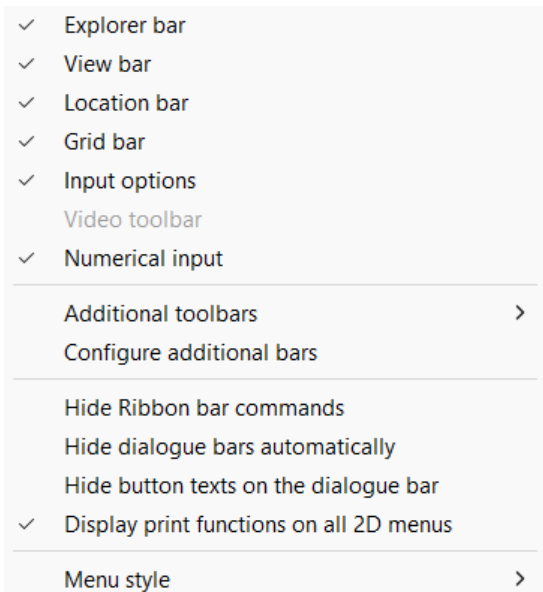 Explorer bar
View bar
Location bar
Grid bar
Input options
Video toolbar
Numerical input
Additional toolbars
Configure additional bars
Hide Ribbon bar commands
Hide dialogue bars automatically
Hide button texts on the dialogue bar
Display print functions on all 2D menus
Menu style